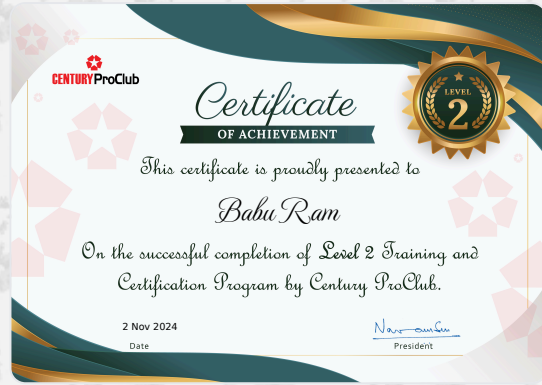 CENTURY ProClub
Certificate
OF ACHIEVEMENT
LEVEL
2
This certificate is proudly presented to
Babu Ram
On the successful completion of Level 2 Training and
Certification Program by Century ProClub.
2 Nov 2024
Date
President